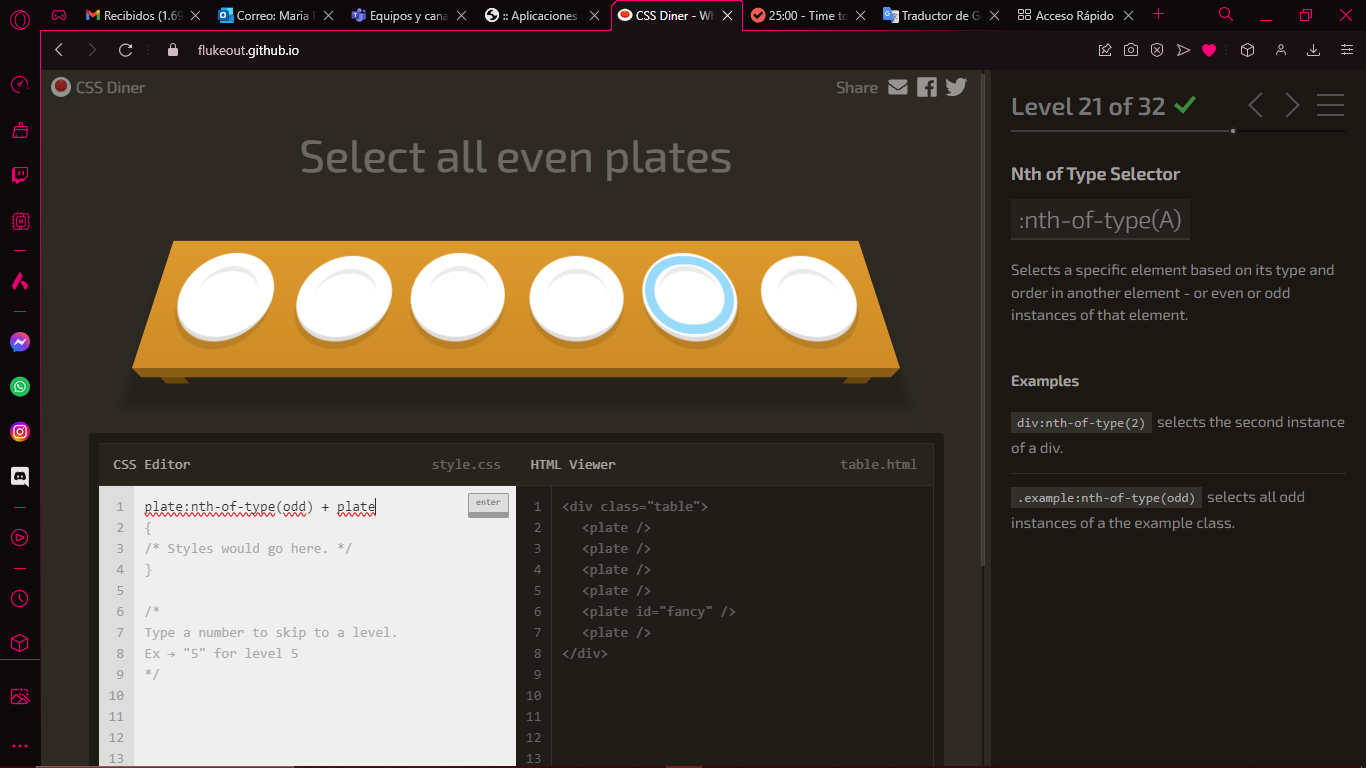 Recibidos (1.69
Correo: Maria
Equipos y cana
:: Aplicaciones
CSS Diner - Wh
25:00 - Time to
Traductor de G
Acceso Rápido
flukeout.github.io
CSS Diner
Share
Select all even plates
CSS Editor
style.css
HTML Viewer
table.html
1 plate:nth-of-type(odd) + plate
enter
2 {
3 /* Styles would go here. */
4 }
5
6 /*
7 Type a number to skip to a level.
8 Ex → "5" for level 5
9 */
10
11
12
13
1 <div class="table">
2 <plate />
3 <plate />
4 <plate />
5 <plate />
6 <plate id="fancy" />
7 <plate />
8 </div>
9
10
11
12
13
Level 21 of 32
Nth of Type Selector
:nth-of-type(A)
Selects a specific element based on its type and
order in another element - or even or odd
instances of that element.
Examples
div:nth-of-type(2) selects the second instance
of a div.
.example:nth-of-type(odd) selects all odd
instances of a the example class.